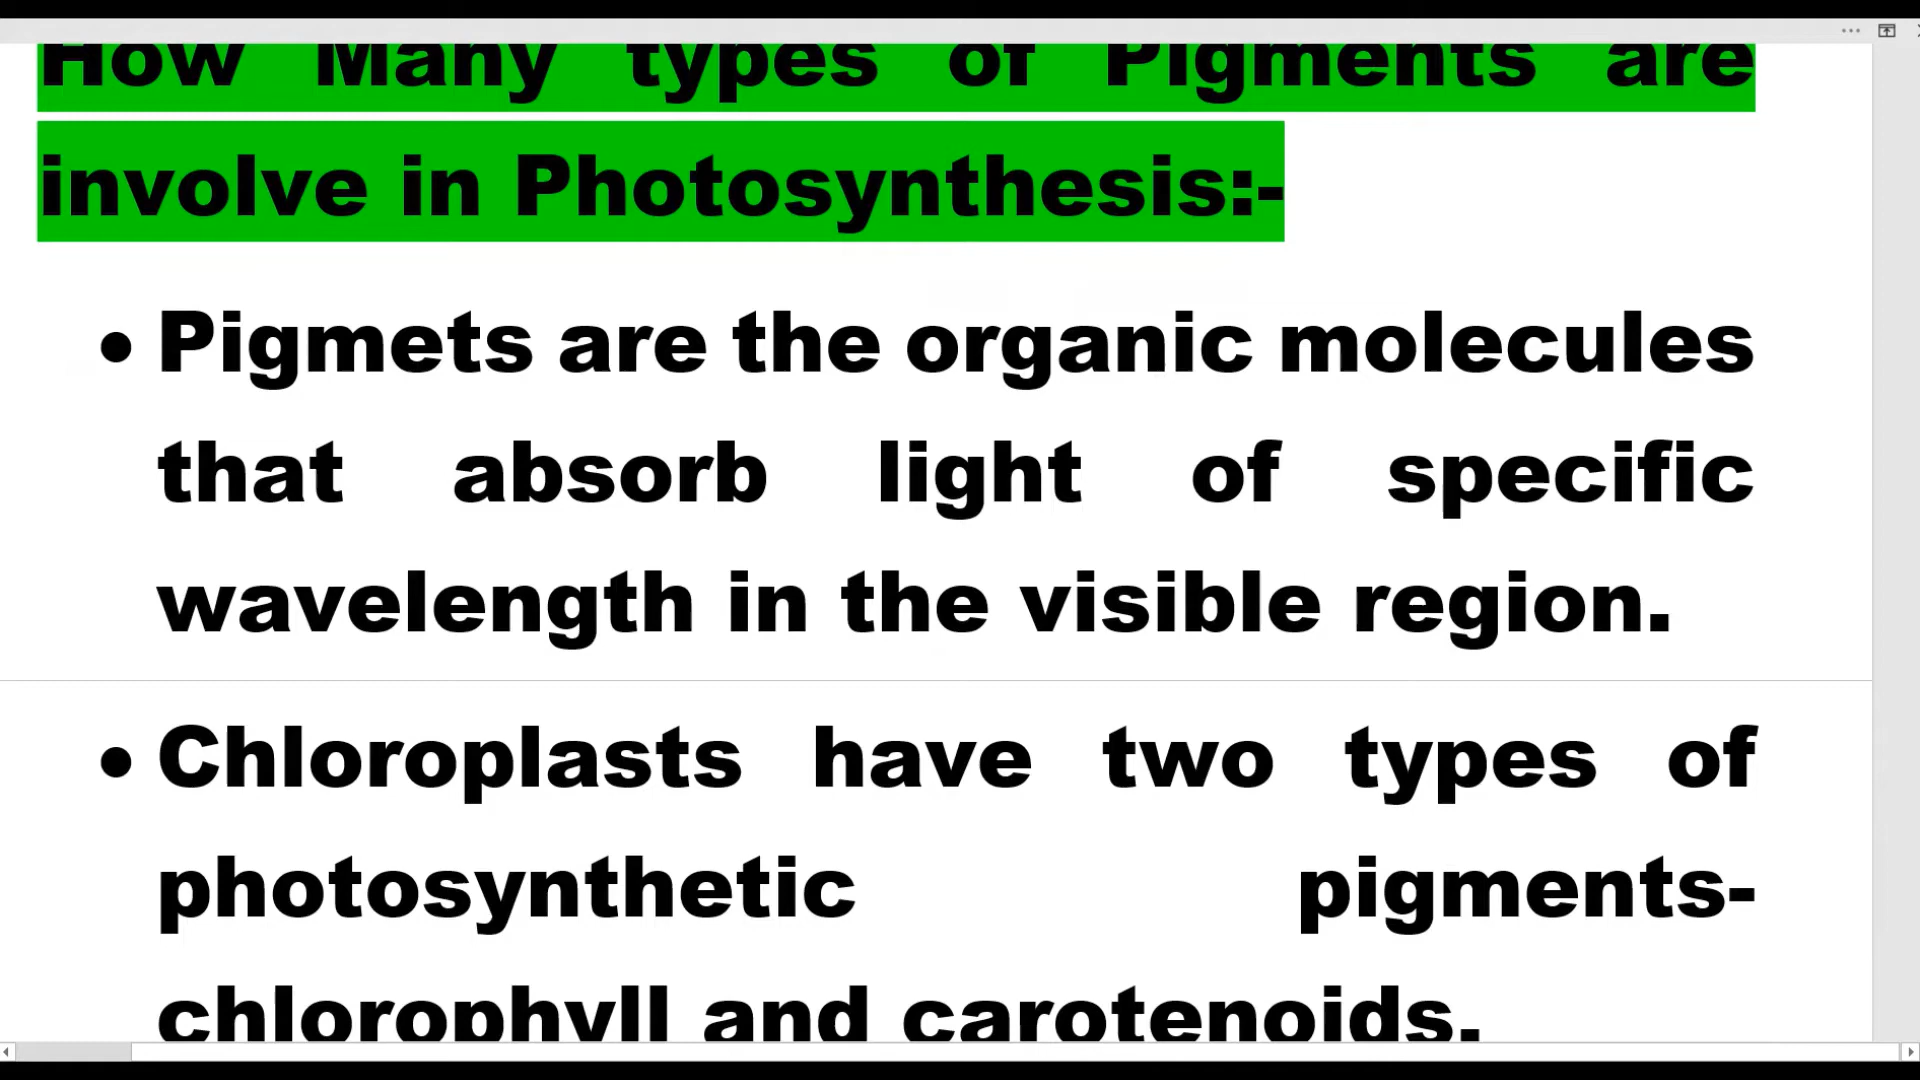 How Many types of Pigments are
involve in Photosynthesis:-
• Pigmets are the organic molecules
that absorb light of specific
wavelength in the visible region.
• Chloroplasts have two types of
photosynthetic pigments-
chlorophyll and carotenoids.